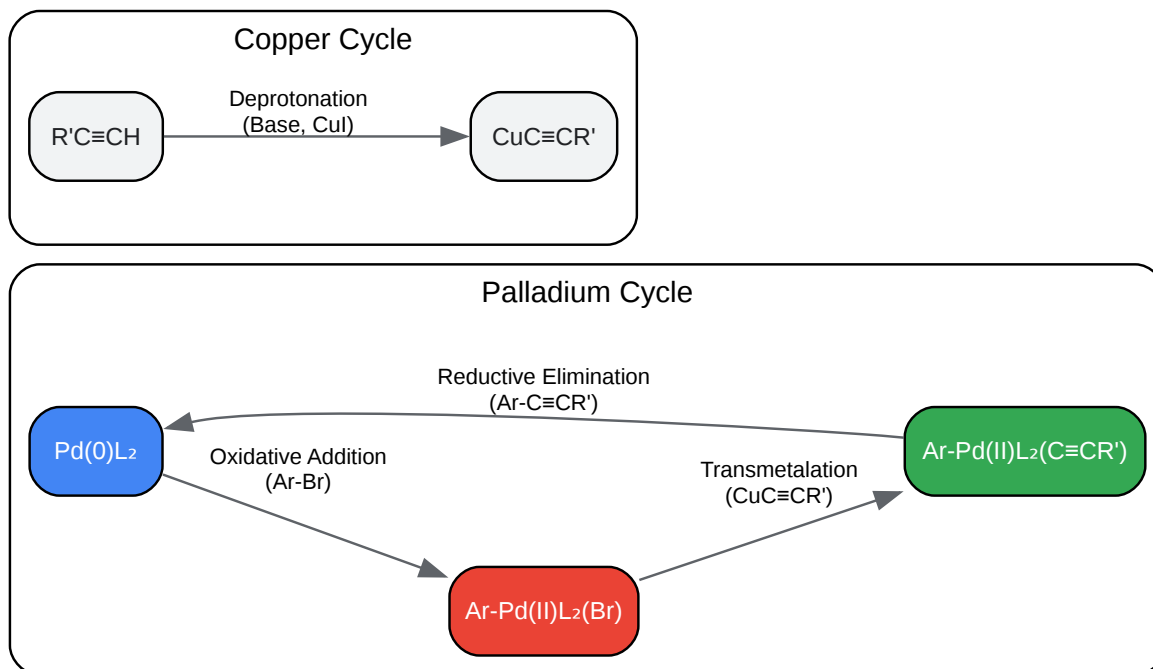 Copper Cycle
Deprotonation
(Base, CuI)
R'C≡CH
CuC≡CR'
Palladium Cycle
Reductive Elimination
(Ar-C≡CR')
Pd(0)L₂
Oxidative Addition
(Ar-Br)
Transmetalation
(CuC≡CR')
Ar-Pd(II)L₂(C≡CR')
Ar-Pd(II)L₂(Br)